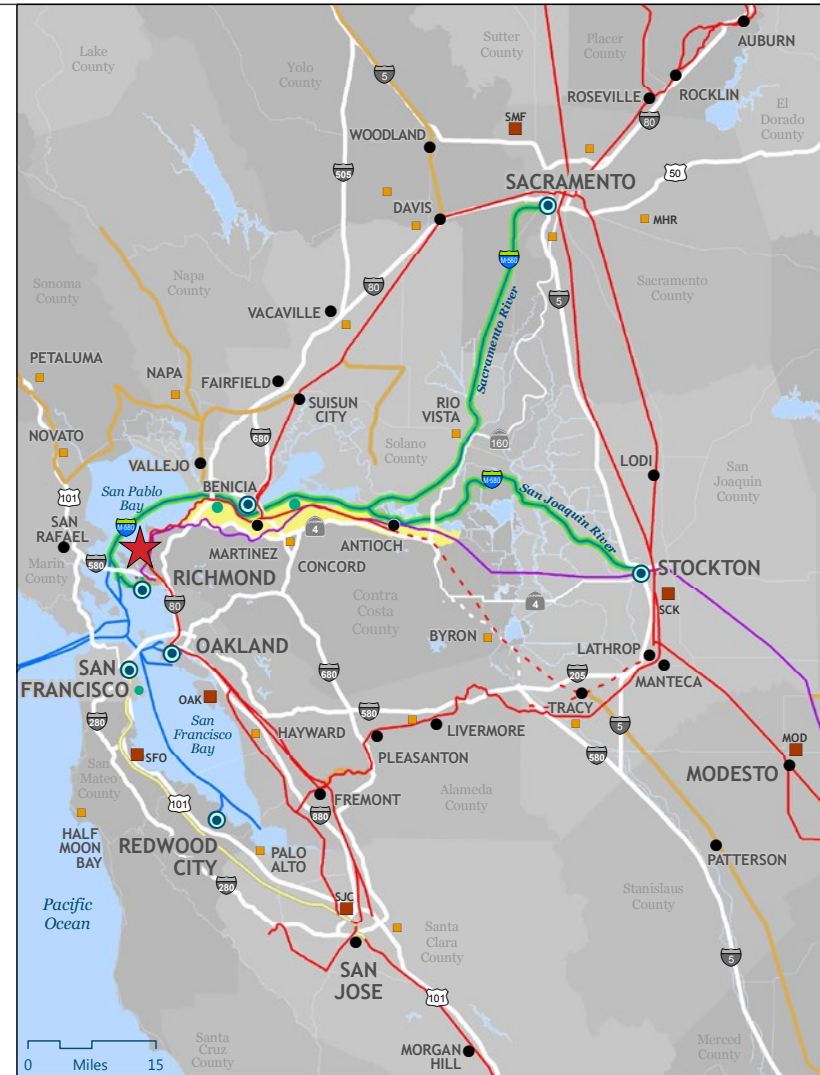 Lake
County
Yolo
County
Sutter
County
Placer
County
AUBURN
5
ROSEVILLE
ROCKLIN
80
El
Dorado
County
SMF
WOODLAND
505
50
SACRAMENTO
DAVIS
MHR
M-580
Sonoma
County
Napa
County
80
5
Sacramento
County
VACAVILLE
Sacramento River
PETALUMA
NAPA
FAIRFIELD
SUISUN
CITY
RIO
VISTA
NOVATO
680
Solano
County
160
LODI
San
Joaquin
County
VALLEJO
101
San Pablo
Bay
BENICIA
M-580
San Joaquin River
SAN
RAFAEL
M-580
4
MARTINEZ
ANTIOCH
Marin
County
580
RICHMOND
CONCORD
STOCKTON
80
Contra
Costa
County
4
SCK
BYRON
OAKLAND
LATHROP
MANTECA
SAN
FRANCISCO
680
205
OAK
580
TRACY
280
San
Francisco
Bay
HAYWARD
LIVERMORE
5
SFO
PLEASANTON
580
MOD
San
Mateo
County
MODESTO
101
FREMONT
Alameda
County
880
HALF
MOON
BAY
REDWOOD
CITY
PALO
ALTO
PATTERSON
280
Stanislaus
County
Pacific
Ocean
SJC
Santa
Clara
County
5
SAN
JOSE
101
Santa
Cruz
County
Merced
County
MORGAN
HILL
0 Miles 15